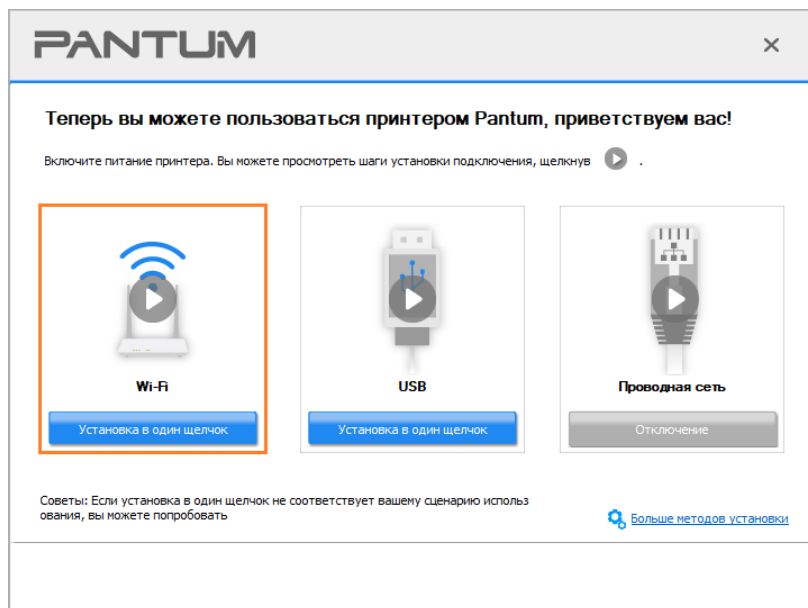 PANTUM
Теперь вы можете пользоваться принтером Pantum, приветствуем вас!
Включите питание принтера. Вы можете просмотреть шаги установки подключения, щелкнув .
Wi-Fi
USB
Проводная сеть
Установка в один щелчок
Установка в один щелчок
Отключение
Советы: Если установка в один щелчок не соответствует вашему сценарию использ
ования, вы можете попробовать
Больше методов установки